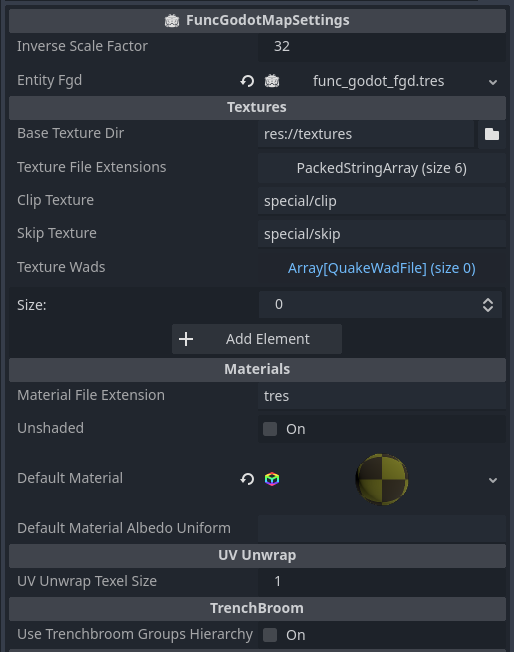 FuncGodotMapSettings
Inverse Scale Factor 32
Entity Fgd func_godot_fgd.tres
Textures
Base Texture Dir res://textures
Texture File Extensions PackedStringArray (size 6)
Clip Texture special/clip
Skip Texture special/skip
Texture Wads Array[QuakeWadFile] (size 0)
Size: 0
Add Element
Materials
Material File Extension tres
Unshaded On
Default Material
Default Material Albedo Uniform
UV Unwrap
UV Unwrap Texel Size 1
TrenchBroom
Use Trenchbroom Groups Hierarchy On